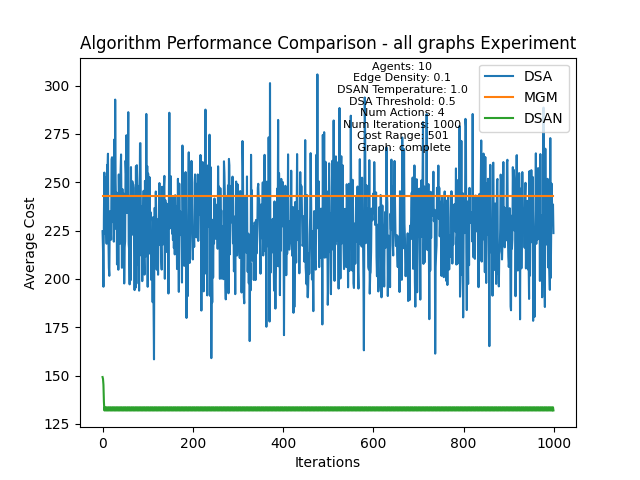 Algorithm Performance Comparison - all graphs Experiment
Agents: 10
Edge Density: 0.1
DSAN Temperature: 1.0
DSA Threshold: 0.5
Num Actions: 4
Num Iterations: 1000
Cost Range: 501
Graph: complete
DSA
MGM
DSAN
300
275
250
225
200
175
150
125
Average Cost
0 200 400 600 800 1000
Iterations